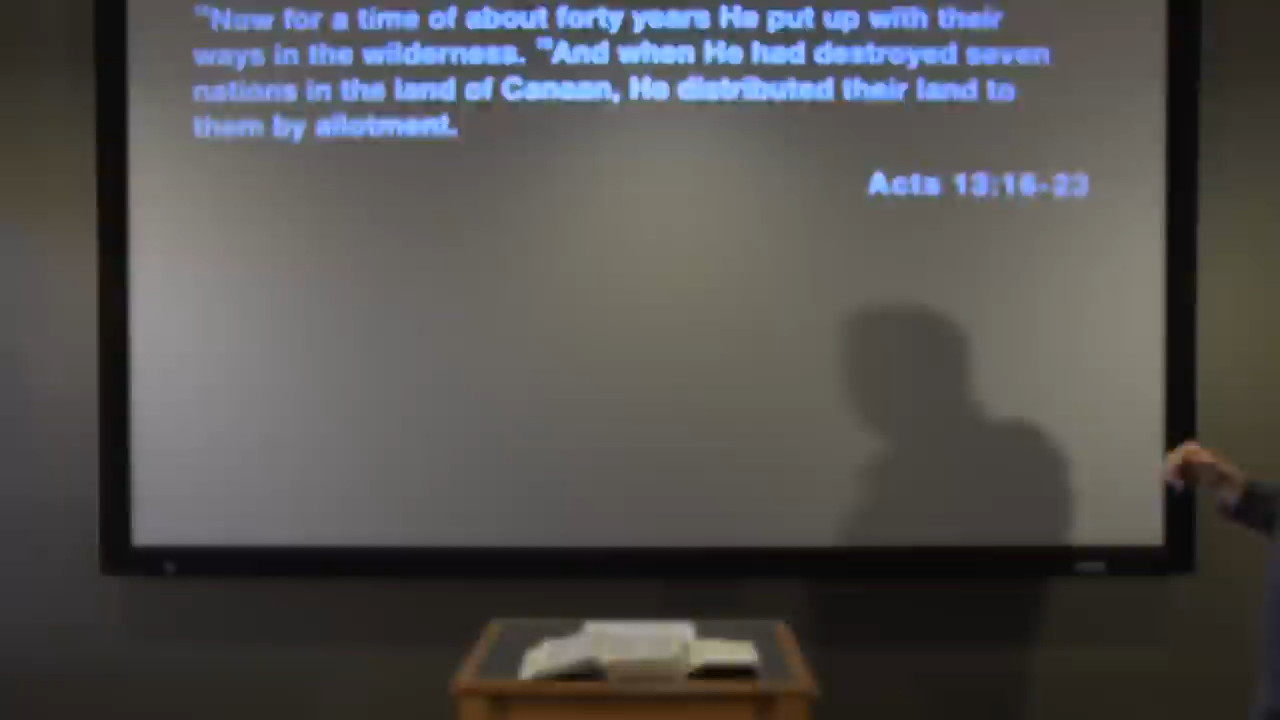 "Now for a time of about forty years He put up with their
ways in the wilderness. "And when He had destroyed seven
nations in the land of Canaan, He distributed their land to
them by allotment.
Acts 13:16-23